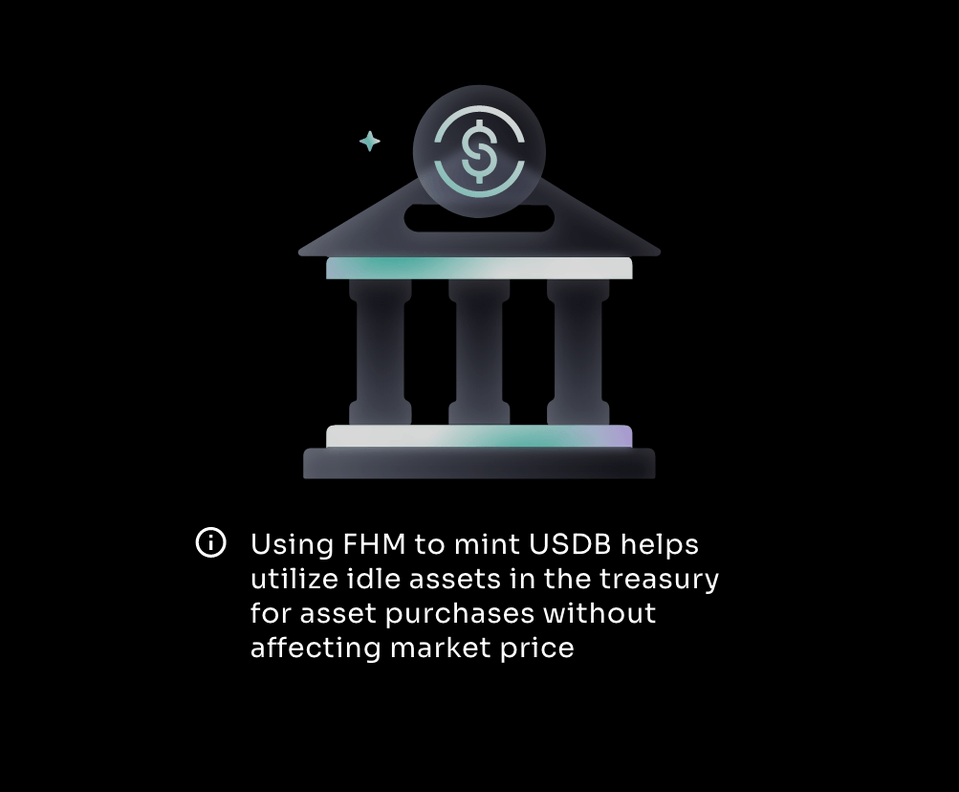 Using FHM to mint USDB helps
utilize idle assets in the treasury
for asset purchases without
affecting market price